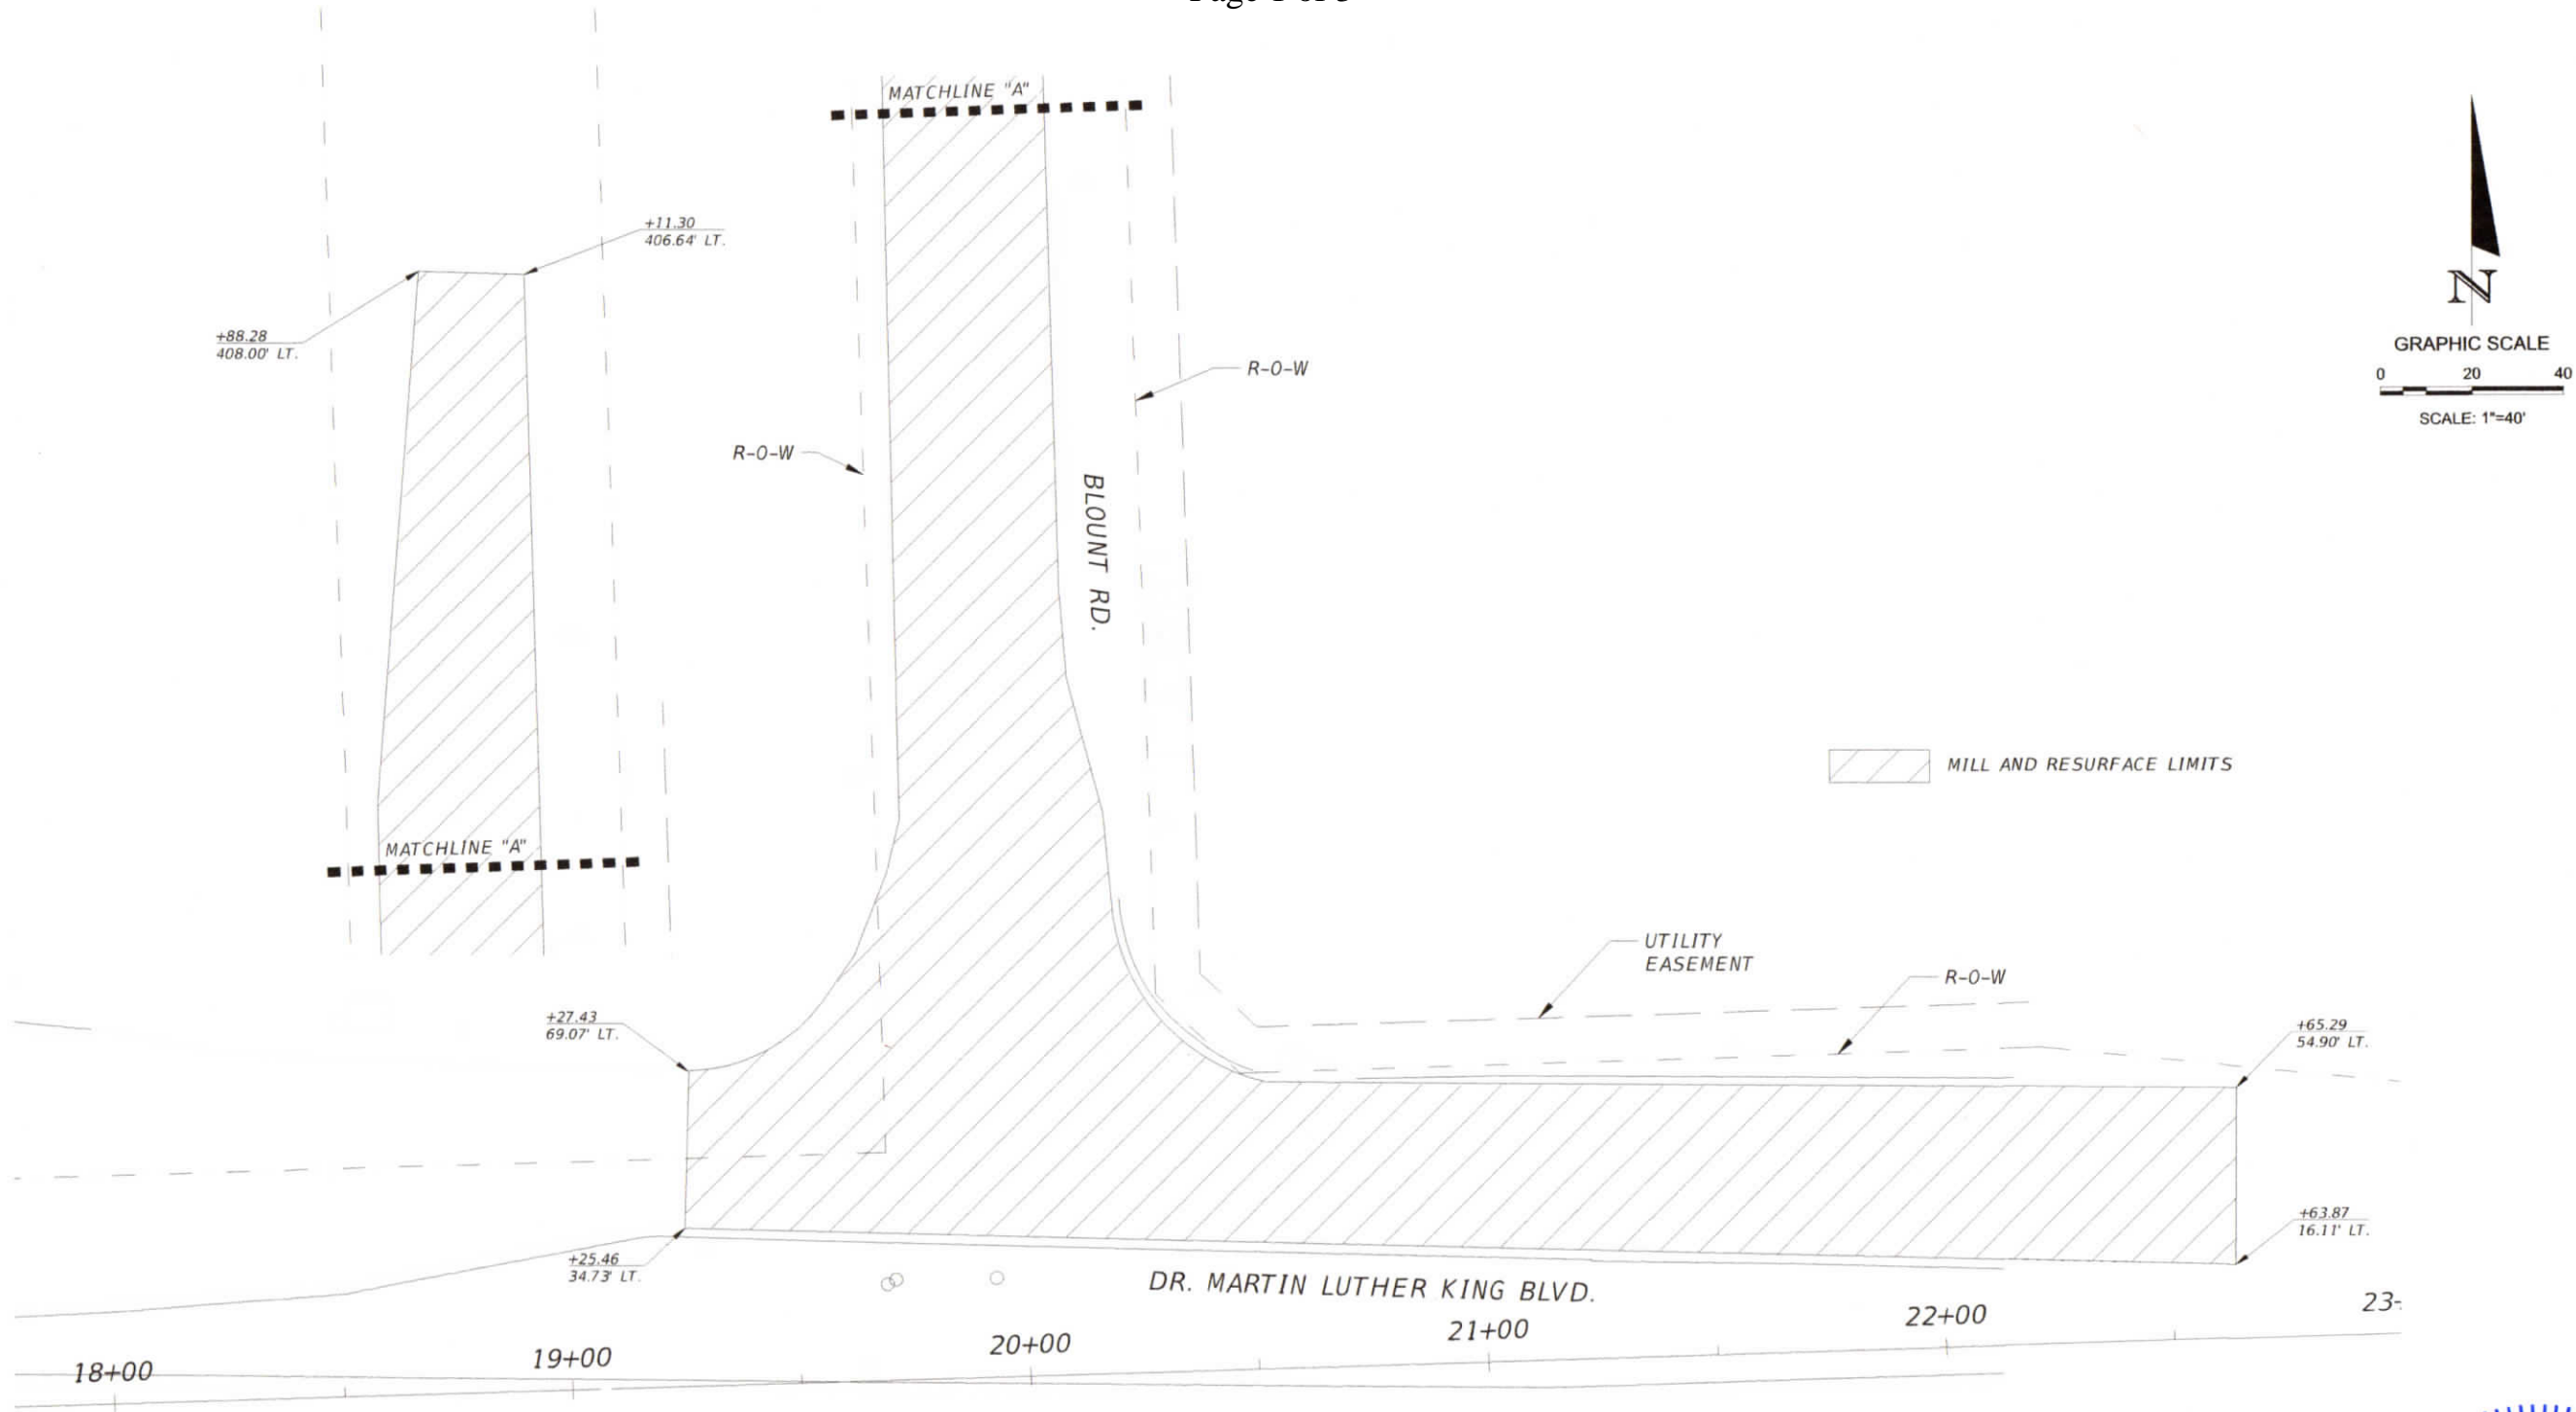 MATCHLINE "A"
+11.30
406.64' LT.
+88.28
408.00' LT.
R-O-W
R-O-W
BLOUNT RD.
N
GRAPHIC SCALE
0 20 40
SCALE: 1"=40'
MILL AND RESURFACE LIMITS
MATCHLINE "A"
UTILITY
EASEMENT
R-O-W
+27.43
69.07' LT.
+65.29
54.90' LT.
+63.87
16.11' LT.
+25.46
34.73' LT.
DR. MARTIN LUTHER KING BLVD.
18+00 19+00 20+00 21+00 22+00